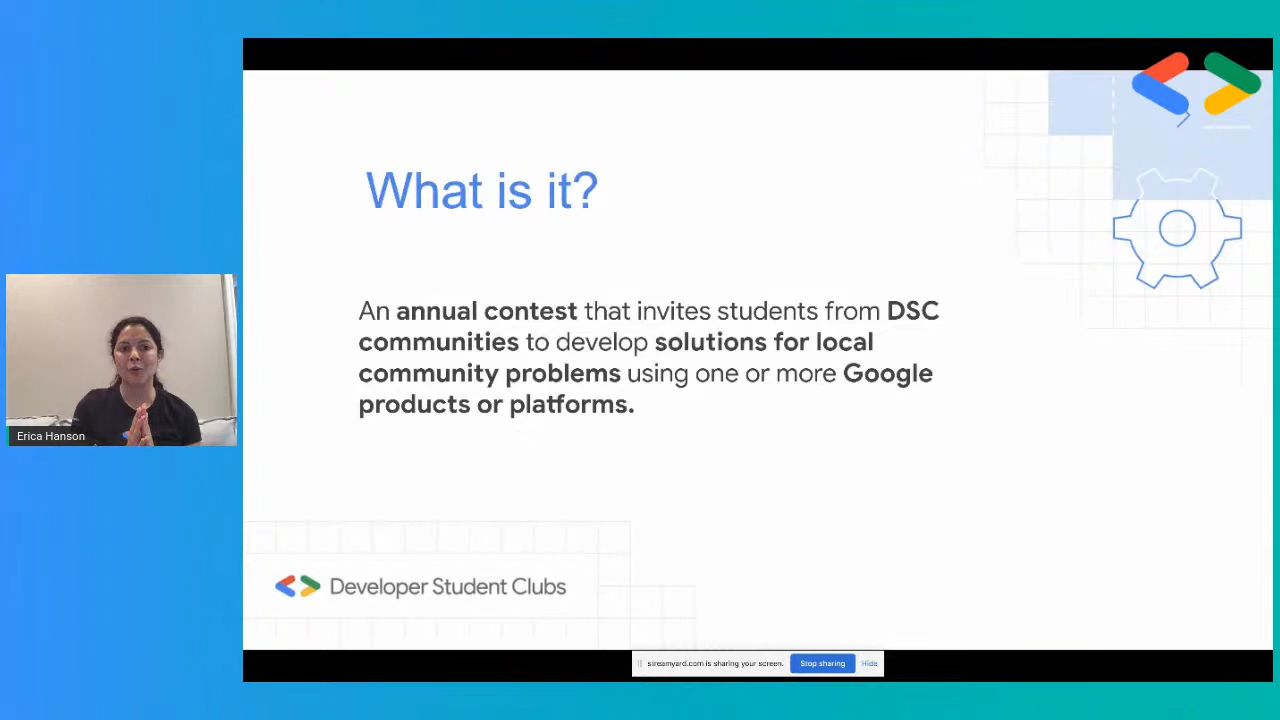 What is it?
An annual contest that invites students from DSC
communities to develop solutions for local
community problems using one or more Google
products or platforms.
Erica Hanson
Developer Student Clubs
streamyard.com is sharing your screen.
Stop sharing
Hide